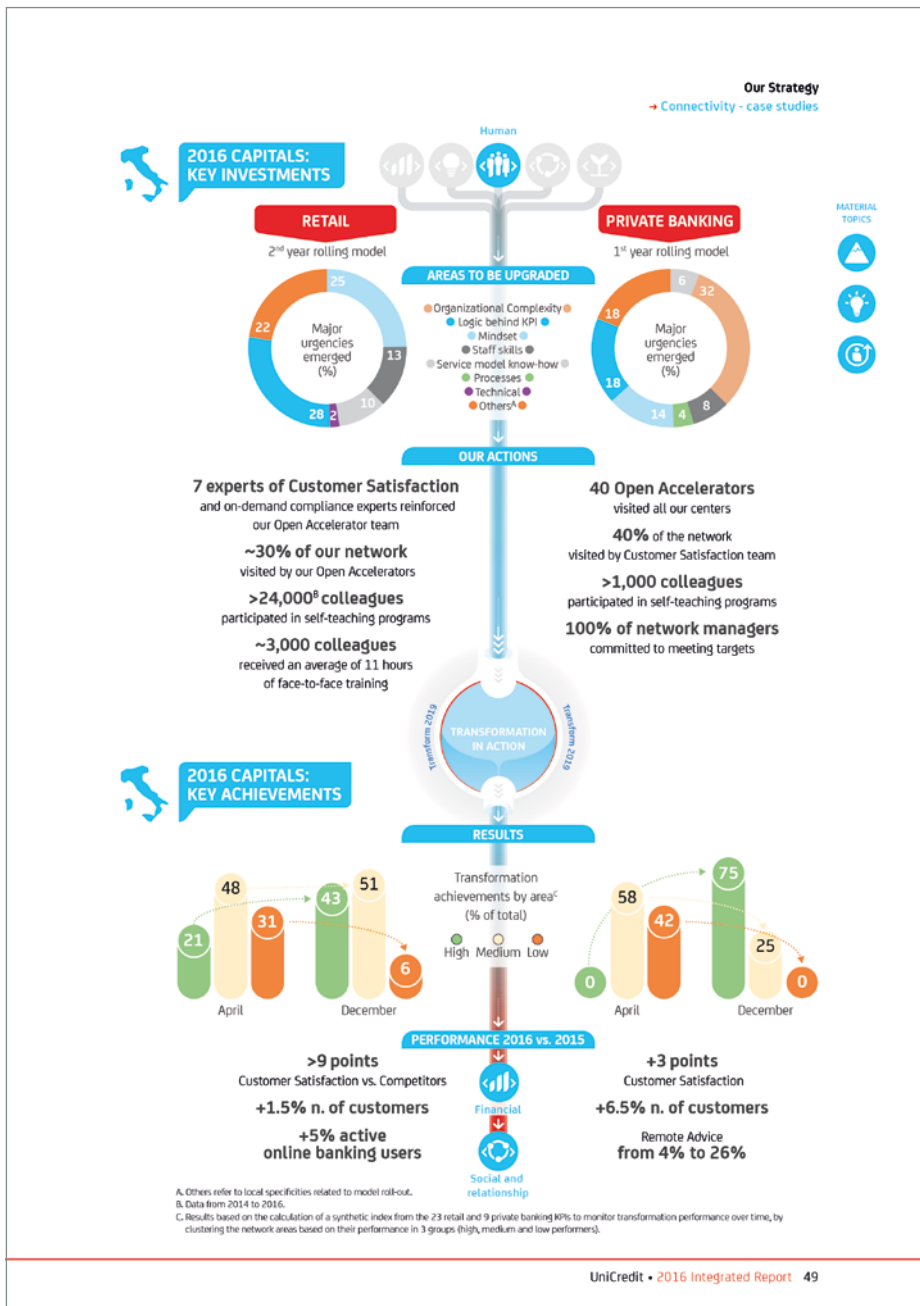 Our Strategy
→ Connectivity - case studies
Human
2016 CAPITALS:
KEY INVESTMENTS
MATERIAL
TOPICS
RETAIL
2nd year rolling model
25
13
10
2
28
22
Major
urgencies
emerged
(%)
AREAS TO BE UPGRADED
Organizational Complexity
Logic behind KPI
Mindset
Staff skills
Service model know-how
Processes
Technical
OthersA
PRIVATE BANKING
1st year rolling model
6
32
8
4
14
18
18
Major
urgencies
emerged
(%)
OUR ACTIONS
7 experts of Customer Satisfaction
and on-demand compliance experts reinforced
our Open Accelerator team
~30% of our network
visited by our Open Accelerators
>24,000B colleagues
participated in self-teaching programs
~3,000 colleagues
received an average of 11 hours
of face-to-face training
40 Open Accelerators
visited all our centers
40% of the network
visited by Customer Satisfaction team
>1,000 colleagues
participated in self-teaching programs
100% of network managers
committed to meeting targets
Transform 2019
TRANSFORMATION
IN ACTION
Transform 2019
2016 CAPITALS:
KEY ACHIEVEMENTS
RESULTS
21
48
31
43
51
6
April
December
Transformation
achievements by areaC
(% of total)
High Medium Low
0
58
42
75
25
0
April
December
PERFORMANCE 2016 vs. 2015
>9 points
Customer Satisfaction vs. Competitors
+1.5% n. of customers
+5% active
online banking users
Financial
Social and
relationship
+3 points
Customer Satisfaction
+6.5% n. of customers
Remote Advice
from 4% to 26%
A. Others refer to local specificities related to model roll-out.
B. Data from 2014 to 2016.
C. Results based on the calculation of a synthetic index from the 23 retail and 9 private banking KPIs to monitor transformation performance over time, by
clustering the network areas based on their performance in 3 groups (high, medium and low performers).
UniCredit • 2016 Integrated Report 49